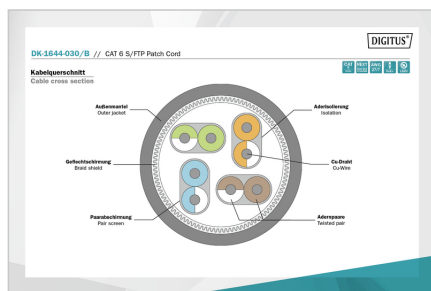 DIGITUS®
DK-1644-030/B // CAT 6 S/FTP Patch Cord
Kabelquerschnitt
Cable cross section
Außenmantel
Outer jacket
Aderisolierung
Isolation
Geflechtschirmung
Braid shield
Cu-Draht
Cu-Wire
Paarabschirmung
Pair screen
Adernpaare
Twisted pair